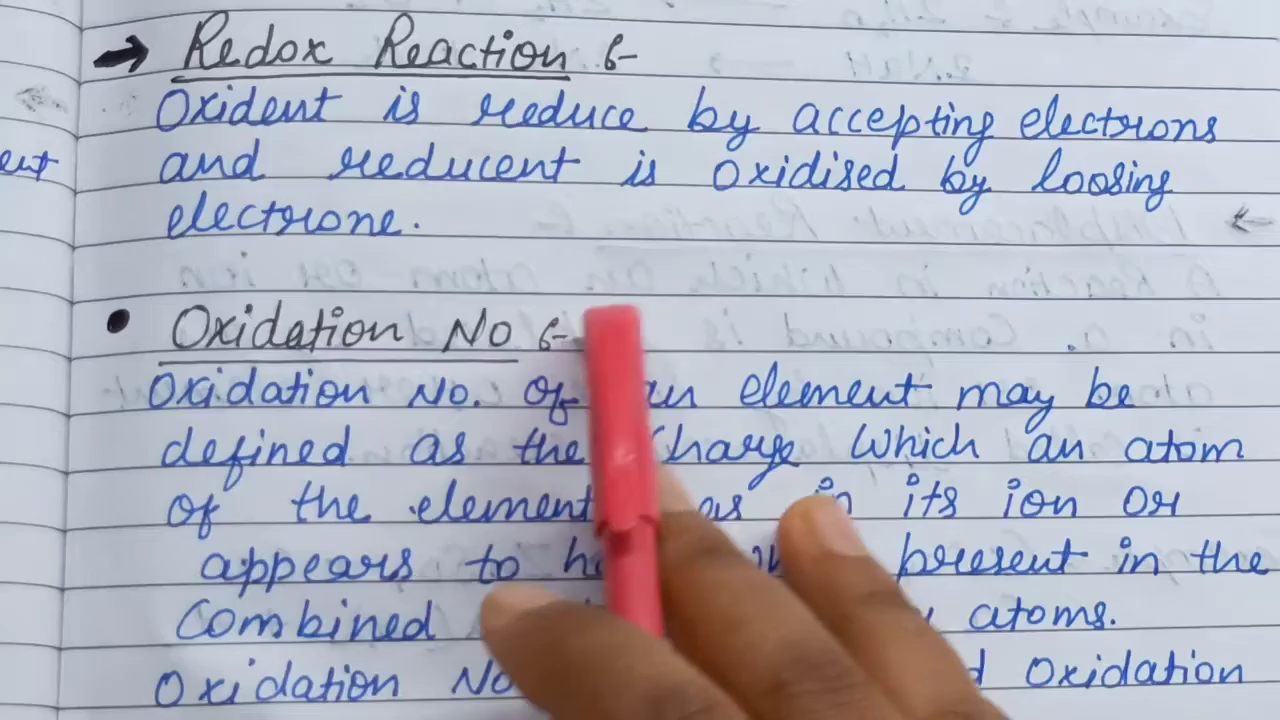 → Redox Reaction :-
Oxident is reduce by accepting electrons
and reducent is oxidised by loosing
electrone.
• Oxidation No :-
Oxidation No. of an element may be
defined as the charge which an atom
of the element in its ion or
appears to present in the
Combined atoms.
Oxidation No Oxidation